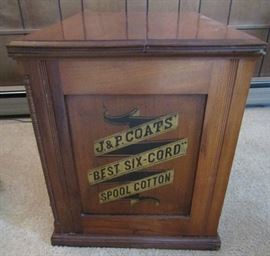 J.&P. COATS'
"BEST SIX-CORD"
SPOOL COTTON